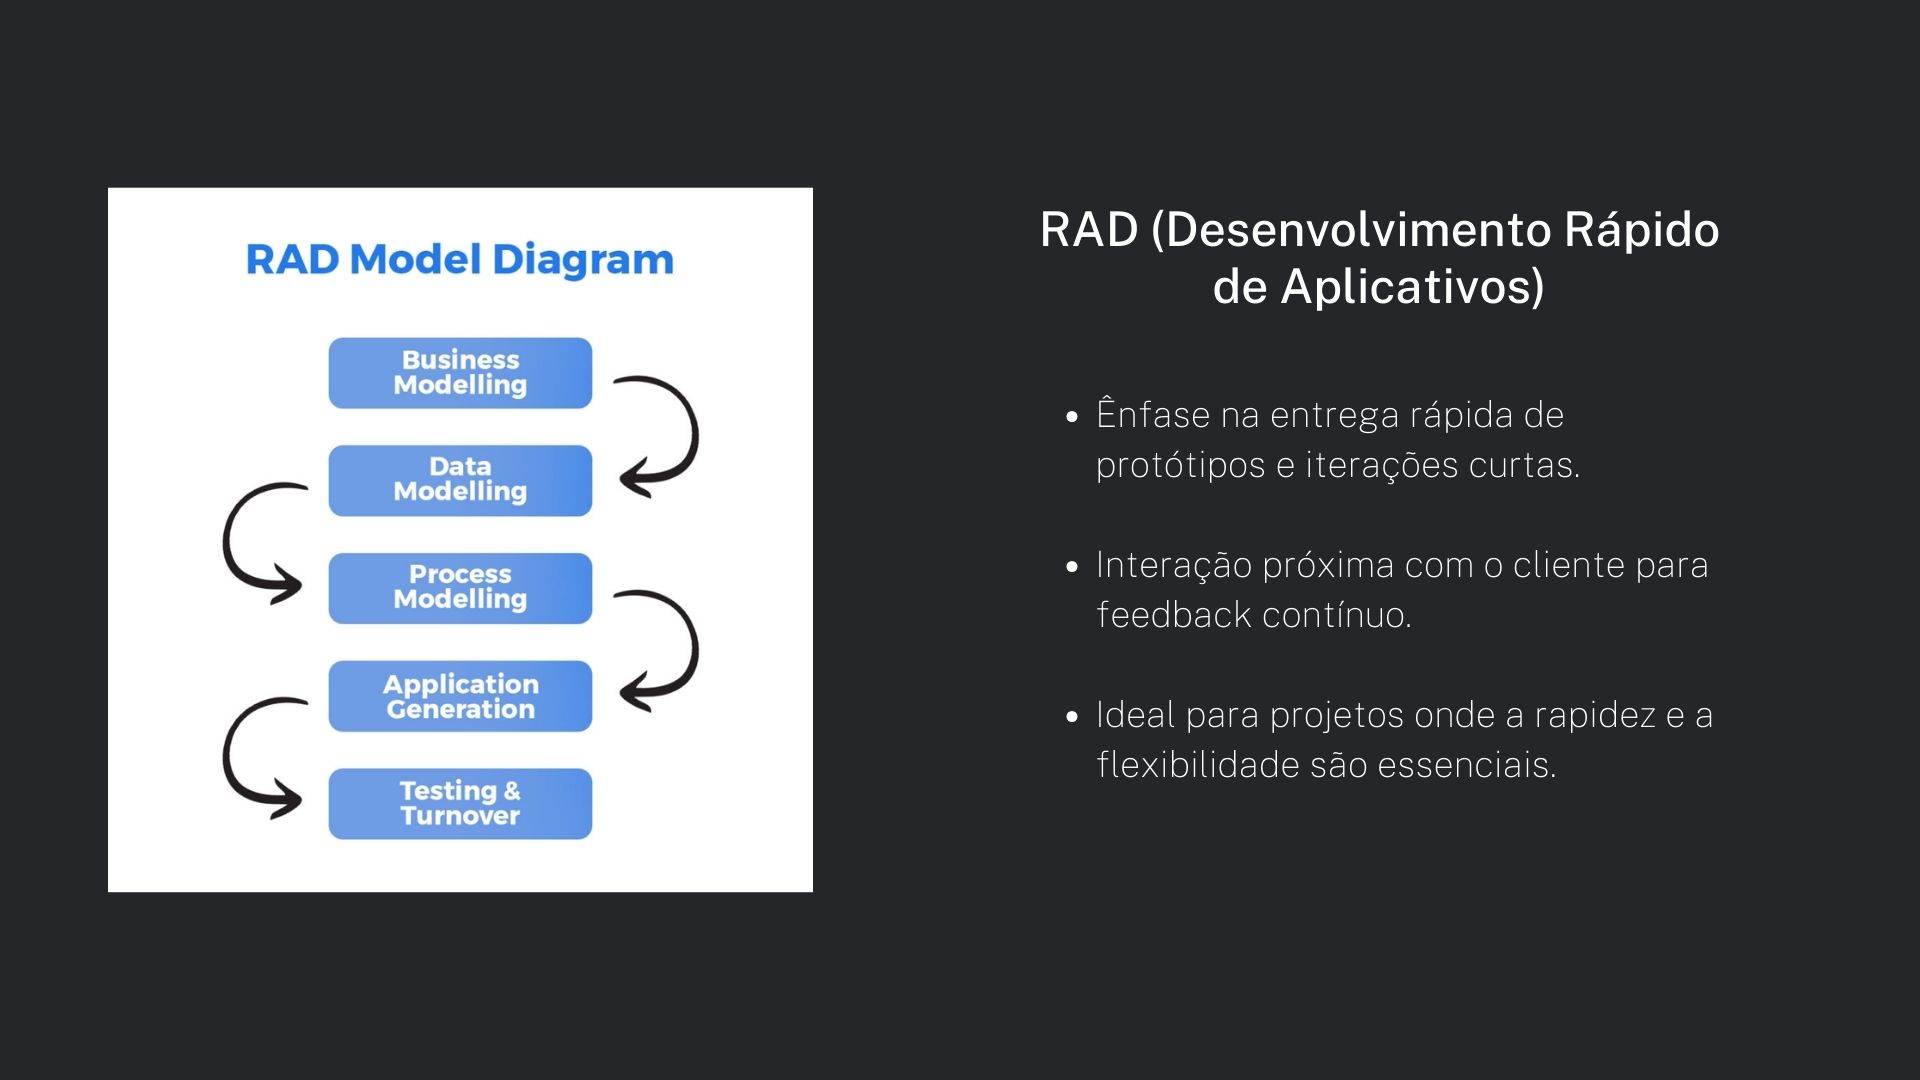 RAD Model Diagram
Business
Modelling
Data
Modelling
Process
Modelling
Application
Generation
Testing &
Turnover
RAD (Desenvolvimento Rápido
de Aplicativos)
• Ênfase na entrega rápida de
protótipos e iterações curtas.
• Interação próxima com o cliente para
feedback contínuo.
• Ideal para projetos onde a rapidez e a
flexibilidade são essenciais.